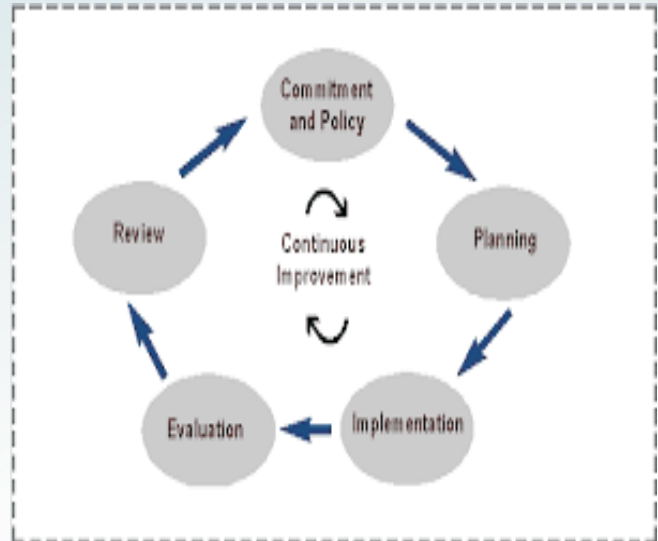 Commitment
and Policy
Review
Planning
Continuous
Improvement
Evaluation
Implementation